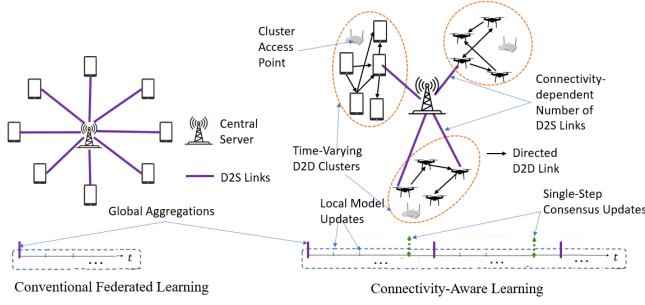 Cluster
Access
Point
Connectivity-
dependent
Number of
D2S Links
Central
Server
D2S Links
Time-Varying
D2D Clusters
Directed
D2D Link
Global Aggregations
Local Model
Updates
Single-Step
Consensus Updates
t
...
t
...
...
Conventional Federated Learning
Connectivity-Aware Learning